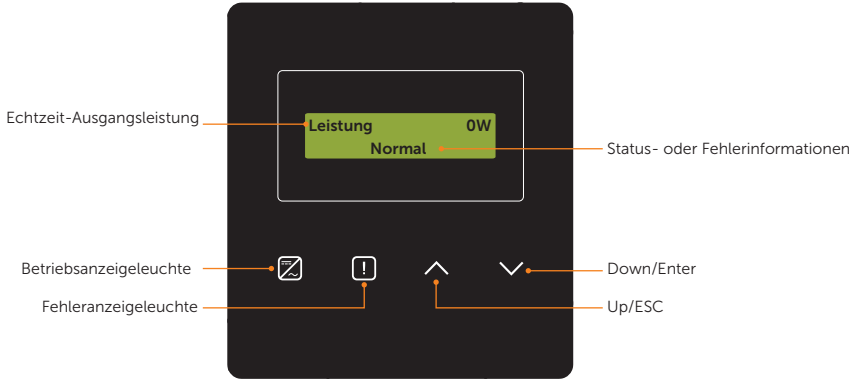 Echtzeit-Ausgangsleistung
Leistung 0W
Normal
Status- oder Fehlerinformationen
Betriebsanzeigeleuchte
Down/Enter
Fehleranzeigeleuchte
Up/ESC